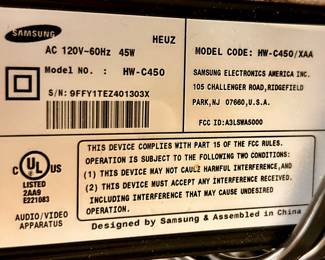 SAMSUNG
HEUZ
AC 120V~60Hz 45W
Model NO. : HW-C450
S/N: 9FFY1TEZ401303X
MODEL CODE: HW-C450/XAA
SAMSUNG ELECTRONICS AMERICA INC.
105 CHALLENGER ROAD,RIDGEFIELD
PARK,NJ 07660,U.S.A.
FCC ID:A3LSWA5000
C UL US
LISTED
2AA9
E221083
AUDIO/VIDEO
APPARATUS
THIS DEVICE COMPLIES WITH PART 15 OF THE FCC RULES.
OPERATION IS SUBJECT TO THE FOLLOWING TWO CONDITIONS:
(1) THIS DEVICE MAY NOT CAUSE HARMFUL INTERFERENCE,AND
(2) THIS DEVICE MUST ACCEPT ANY INTERFERENCE RECEIVED,
INCLUDING INTERFERENCE THAT MAY CAUSE UNDESIRED
OPERATION.
Designed by Samsung & Assembled in China